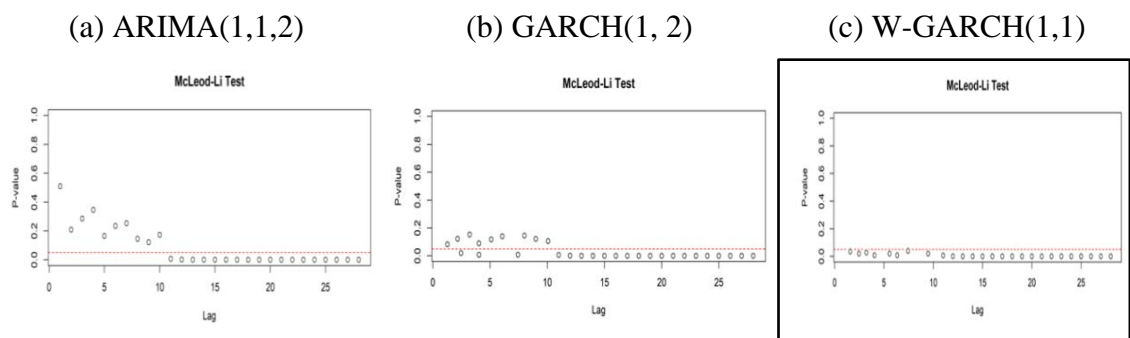 (a) ARIMA(1,1,2)
(b) GARCH(1, 2)
(c) W-GARCH(1,1)
McLeod-Li Test
P-value
1.0
0.8
0.6
0.4
0.2
0.0
0 5 10 15 20 25
Lag
McLeod-Li Test
P-value
1.0
0.8
0.6
0.4
0.2
0.0
0 5 10 15 20 25
Lag
McLeod-Li Test
P-value
1.0
0.8
0.6
0.4
0.2
0.0
0 5 10 15 20 25
Lag